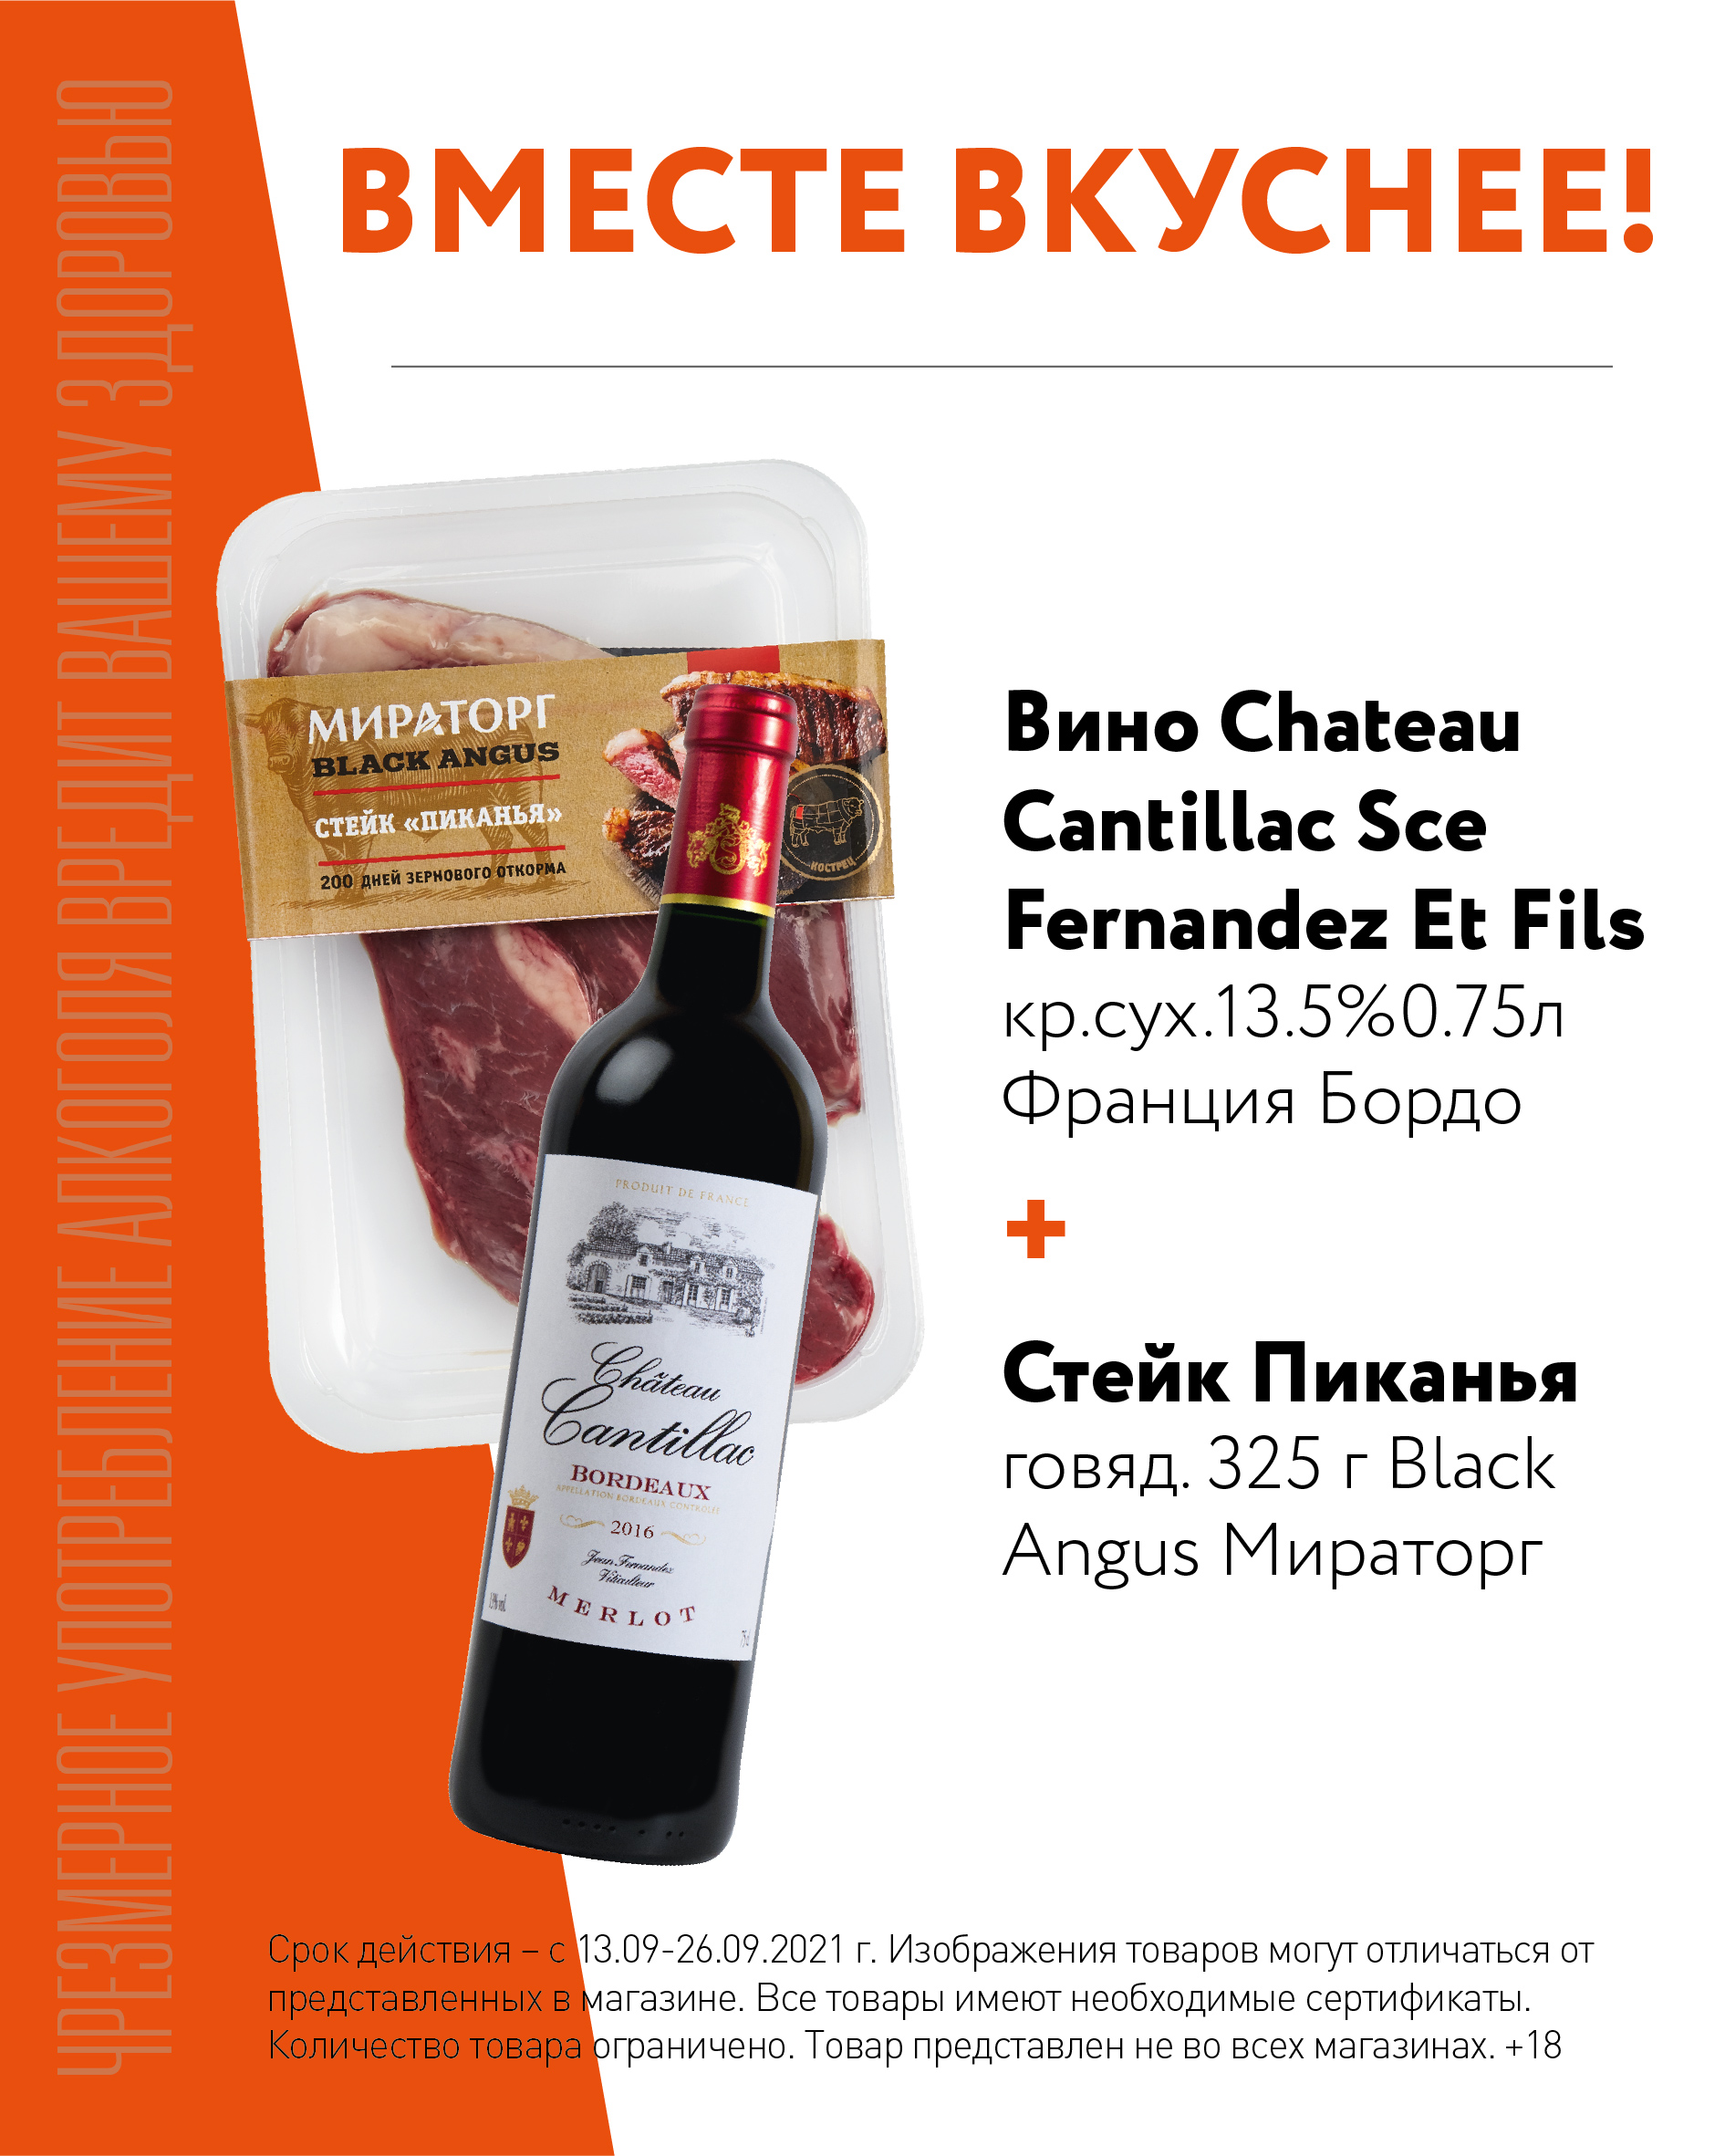 ЧРЕЗМЕРНОЕ УПОТРЕБЛЕНИЕ АЛКОГОЛЯ ВРЕДИТ ВАШЕМУ ЗДОРОВЬЮ
ВМЕСТЕ ВКУСНЕЕ!
МИРАТОРГ
BLACK ANGUS
СТЕЙК «ПИКАНЬЯ»
200 ДНЕЙ ЗЕРНОВОГО ОТКОРМА
КОСТРЕЦ
PRODUIT DE FRANCE
Château
Cantillac
BORDEAUX
APPELLATION BORDEAUX CONTRÔLÉE
2016
Jean Fernandez
Viticulteur
MERLOT
13% vol.
75cl
Вино Chateau
Cantillac Sce
Fernandez Et Fils
кр.сух.13.5%0.75л
Франция Бордо
+
Стейк Пиканья
говяд. 325 г Black
Angus Мираторг
Срок действия – с 13.09-26.09.2021 г. Изображения товаров могут отличаться от
представленных в магазине. Все товары имеют необходимые сертификаты.
Количество товара ограничено. Товар представлен не во всех магазинах. +18